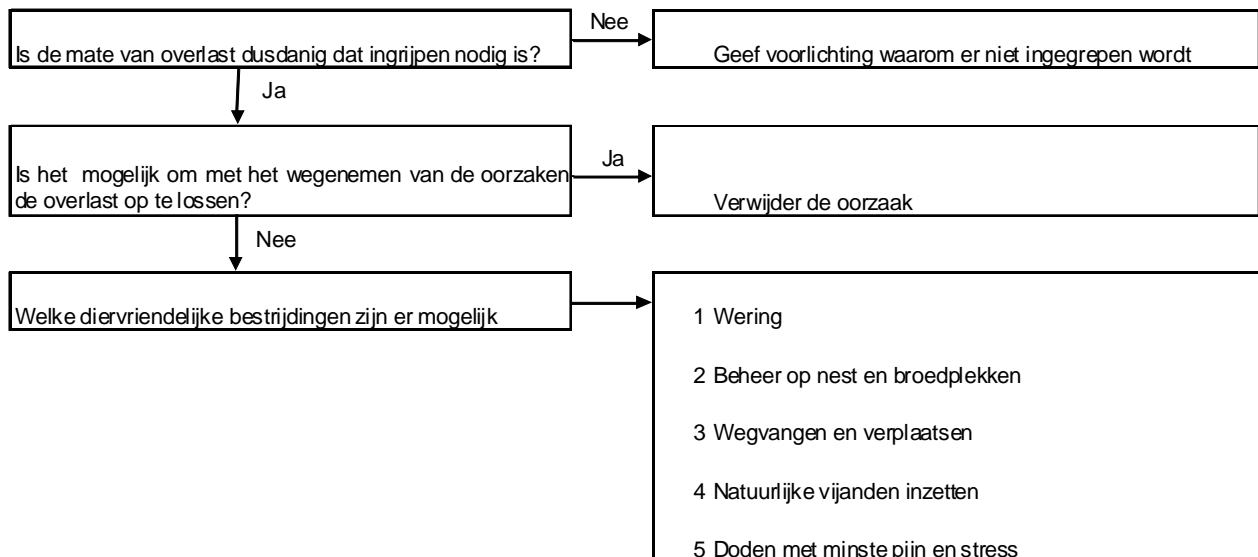 Is de mate van overlast dusdanig dat ingrijpen nodig is?
Nee
Geef voorlichting waarom er niet ingegrepen wordt
Ja
Is het mogelijk om met het wegenemen van de oorzaken
de overlast op te lossen?
Ja
Verwijder de oorzaak
Nee
Welke diervriendelijke bestrijdingen zijn er mogelijk
1 Wering
2 Beheer op nest en broedplekken
3 Wegvangen en verplaatsen
4 Natuurlijke vijanden inzetten
5 Doden met minste pijn en stress